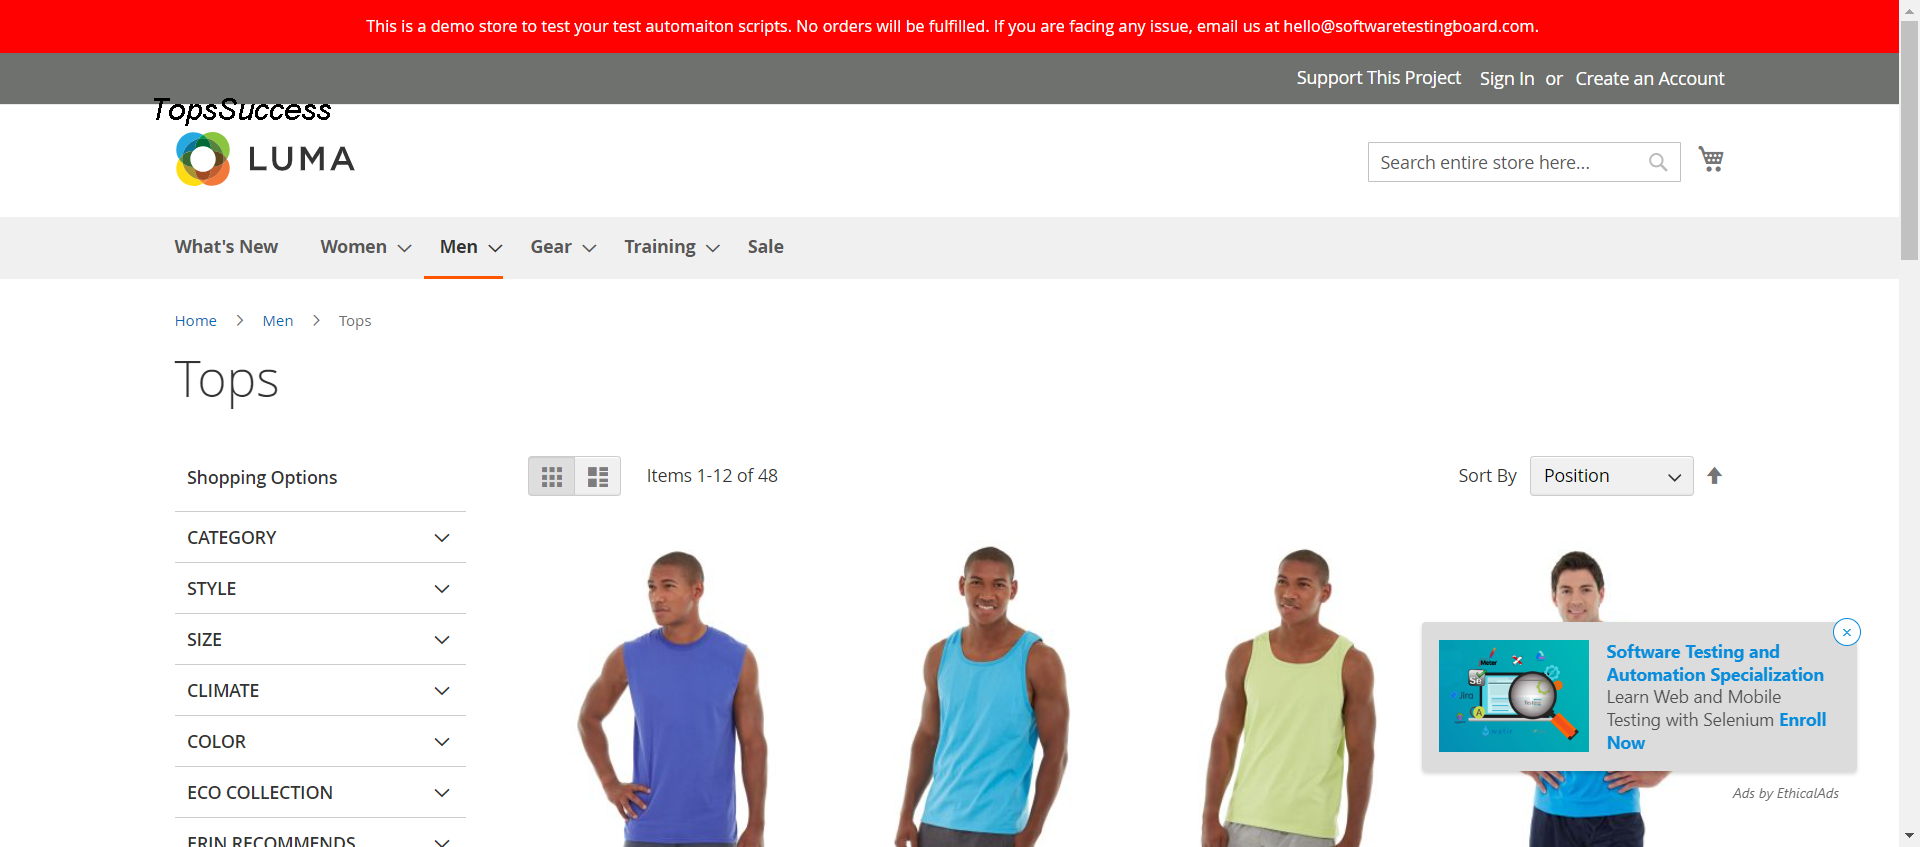 This is a demo store to test your test automaiton scripts. No orders will be fulfilled. If you are facing any issue, email us at hello@softwaretestingboard.com.
Support This Project Sign In or Create an Account
TopsSuccess
LUMA
Search entire store here...
What's New Women Men Gear Training Sale
Home > Men > Tops
Tops
Shopping Options
Items 1-12 of 48
Sort By Position
CATEGORY
STYLE
SIZE
CLIMATE
COLOR
ECO COLLECTION
ERIN RECOMMENDS
Software Testing and
Automation Specialization
Learn Web and Mobile
Testing with Selenium Enroll
Now
Meter
Se
Jira
Testing
Ads by EthicalAds